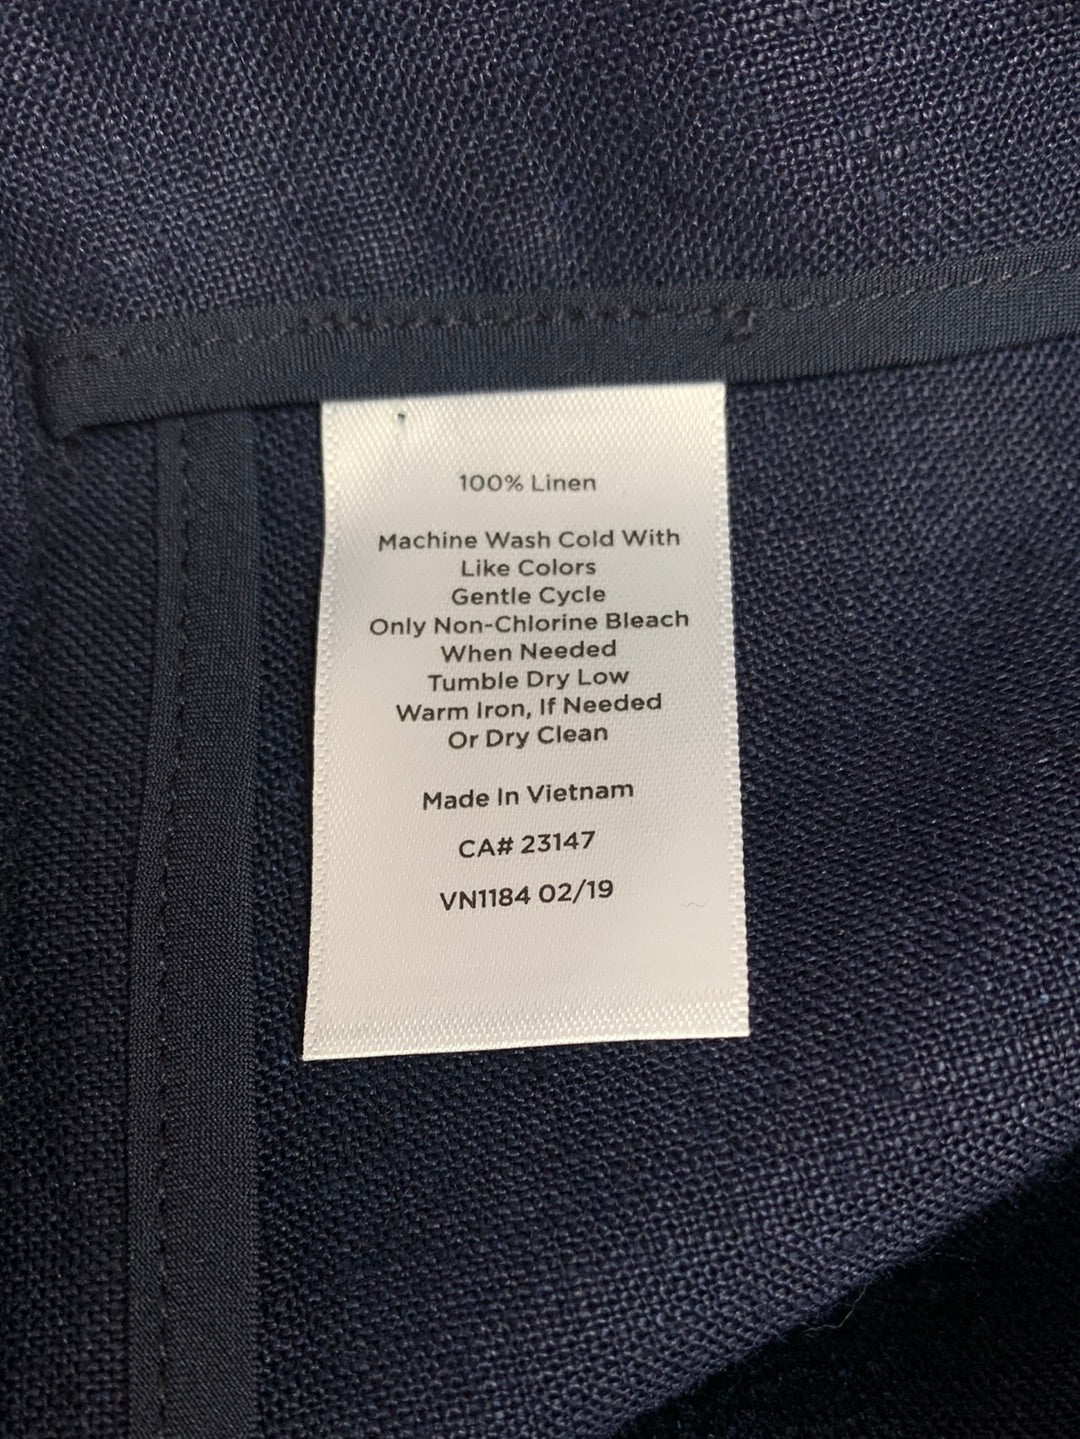 100% Linen
Machine Wash Cold With
Like Colors
Gentle Cycle
Only Non-Chlorine Bleach
When Needed
Tumble Dry Low
Warm Iron, If Needed
Or Dry Clean
Made In Vietnam
CA# 23147
VN1184 02/19